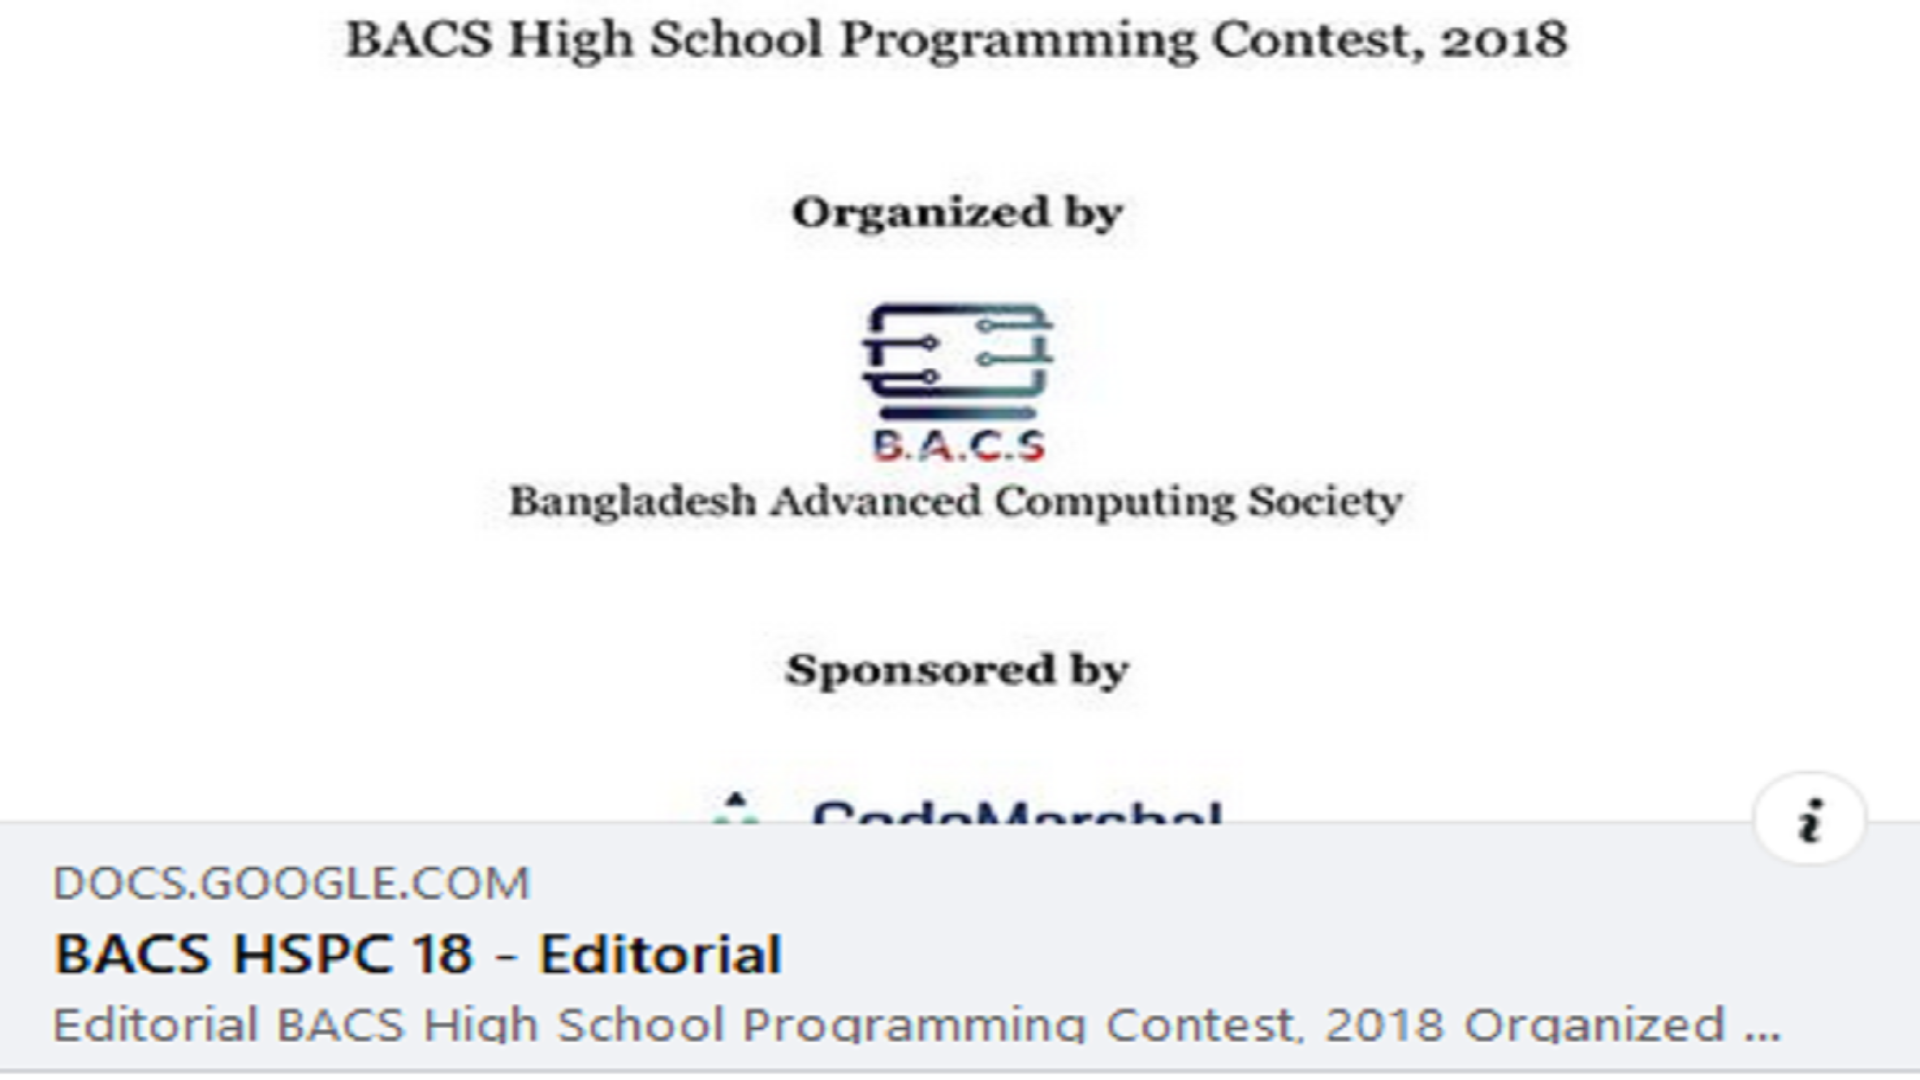 BACS High School Programming Contest, 2018
Organized by
B.A.C.S
Bangladesh Advanced Computing Society
Sponsored by
CodeMarshal
i
DOCS.GOOGLE.COM
BACS HSPC 18 - Editorial
Editorial BACS High School Programming Contest, 2018 Organized ...